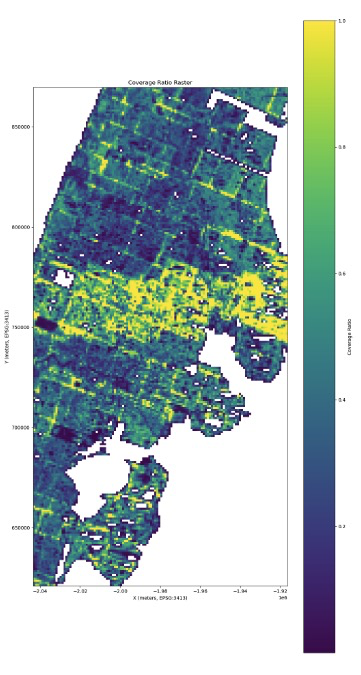 Coverage Ratio Raster
850000
800000
750000
700000
650000
Y (meters, EPSG:3413)
−2.04 −2.02 −2.00 −1.98 −1.96 −1.94 −1.92
1e6
X (meters, EPSG:3413)
1.0
0.8
0.6
0.4
0.2
Coverage Ratio